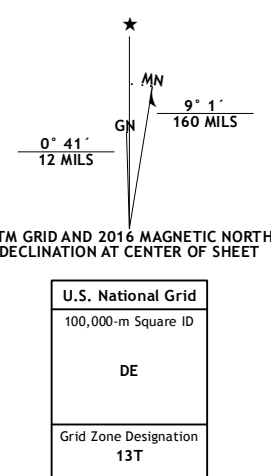 MN
GN
9° 1´
160 MILS
0° 41´
12 MILS
TM GRID AND 2016 MAGNETIC NORTH
DECLINATION AT CENTER OF SHEET
U.S. National Grid
100,000-m Square ID
DE
Grid Zone Designation
13T